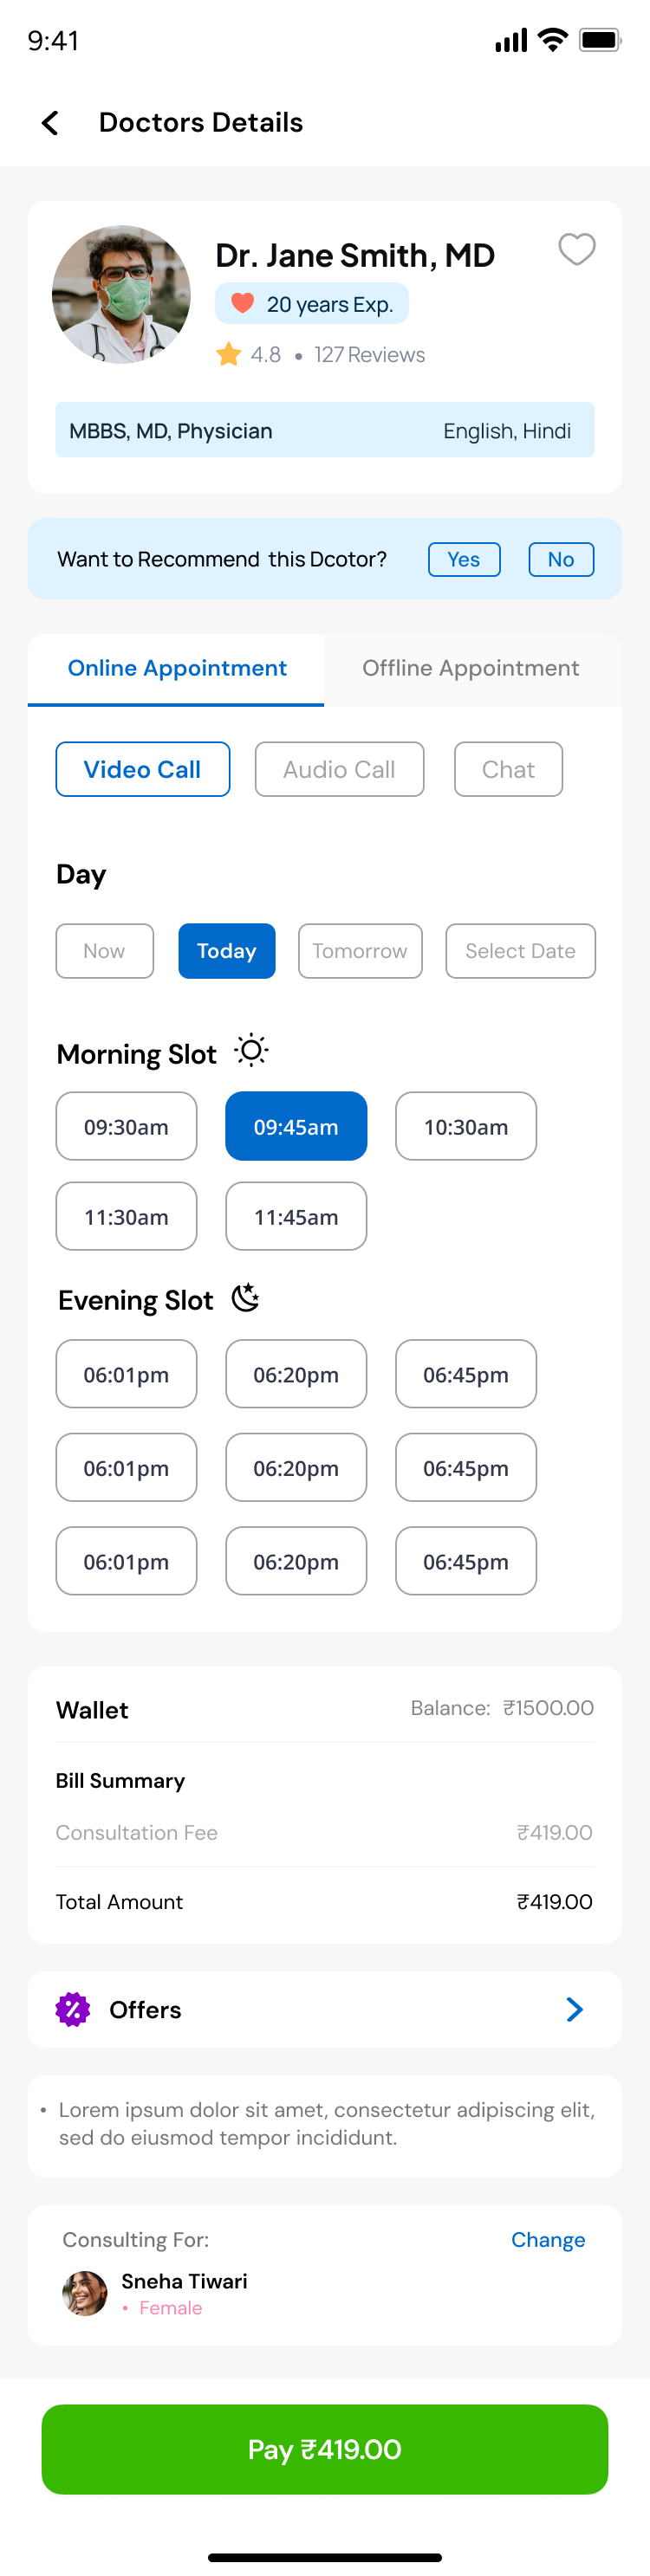 9:41
Doctors Details
Dr. Jane Smith, MD
20 years Exp.
4.8 • 127 Reviews
MBBS, MD, Physician English, Hindi
Want to Recommend this Dcotor? Yes No
Online Appointment Offline Appointment
Video Call Audio Call Chat
Day
Now Today Tomorrow Select Date
Morning Slot
09:30am 09:45am 10:30am
11:30am 11:45am
Evening Slot
06:01pm 06:20pm 06:45pm
06:01pm 06:20pm 06:45pm
06:01pm 06:20pm 06:45pm
Wallet Balance: ₹1500.00
Bill Summary
Consultation Fee ₹419.00
Total Amount ₹419.00
Offers
• Lorem ipsum dolor sit amet, consectetur adipiscing elit,
sed do eiusmod tempor incididunt.
Consulting For: Change
Sneha Tiwari
• Female
Pay ₹419.00